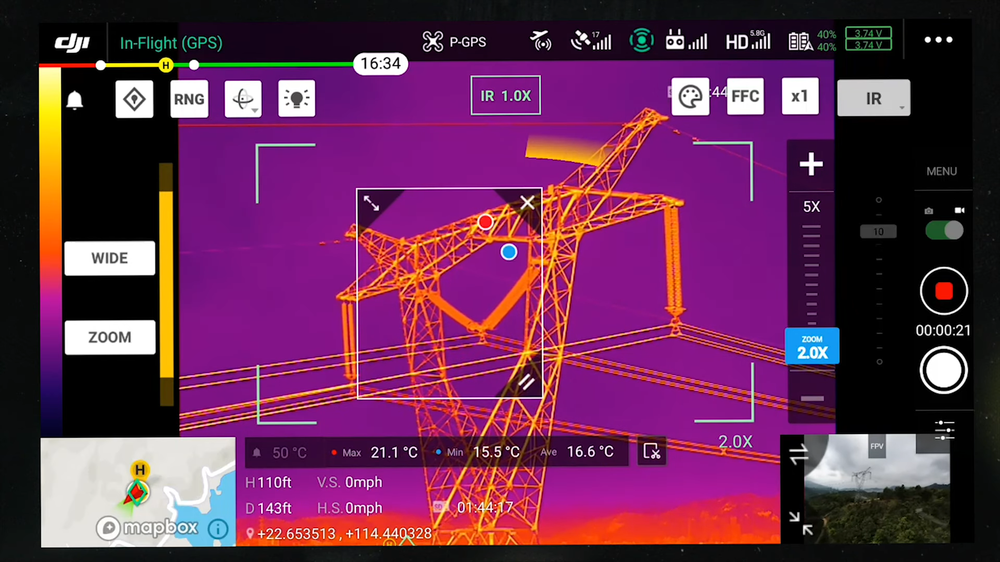 dji
In-Flight (GPS)
P-GPS
17
HD 5.8G
40%
40%
3.74 V
3.74 V
H
16:34
RNG
IR 1.0X
:44
FFC
x1
IR
MENU
5X
10
WIDE
ZOOM
ZOOM
2.0X
00:00:21
2.0X
50 °C
Max 21.1 °C
Min 15.5 °C
Ave 16.6 °C
FPV
H
H 110ft V.S. 0mph
D 143ft H.S. 0mph
SD 01:44:17
+22.653513 , +114.440328
mapbox
H